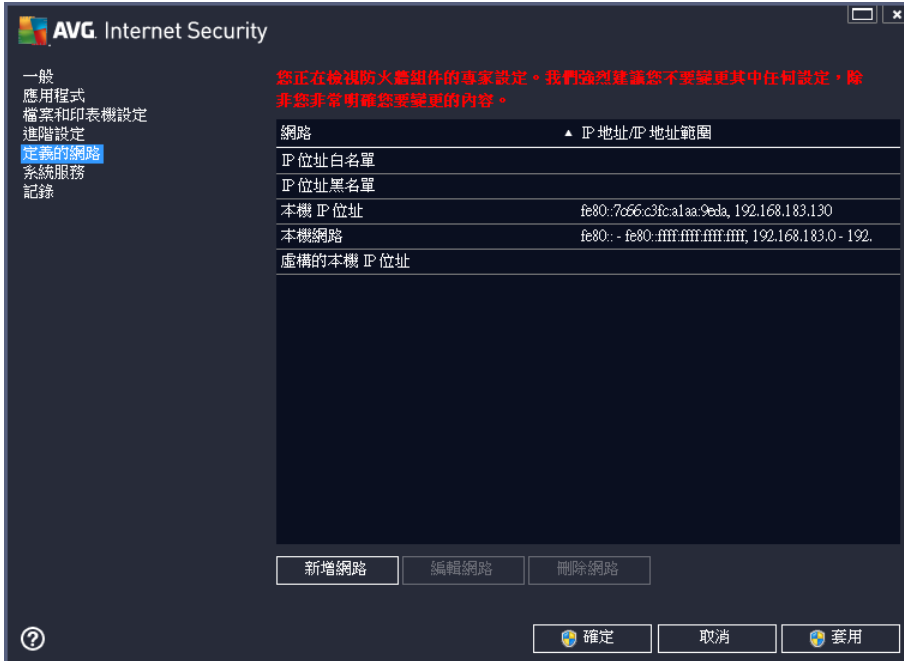 AVG. Internet Security
一般
應用程式
檔案和印表機設定
進階設定
定義的網路
系統服務
記錄
您正在檢視防火牆組件的專家設定。我們強烈建議您不要變更其中任何設定，除
非您非常明確您要變更的內容。
網路 ▲ IP 地址/IP 地址範圍
IP 位址白名單
IP 位址黑名單
本機 IP 位址 fe80::7c66:c3fc:a1aa:9eda, 192.168.183.130
本機網路 fe80:: - fe80::ffff:ffff:ffff:ffff, 192.168.183.0 - 192.
虛構的本機 IP 位址
新增網路 編輯網路 刪除網路
確定 取消 套用